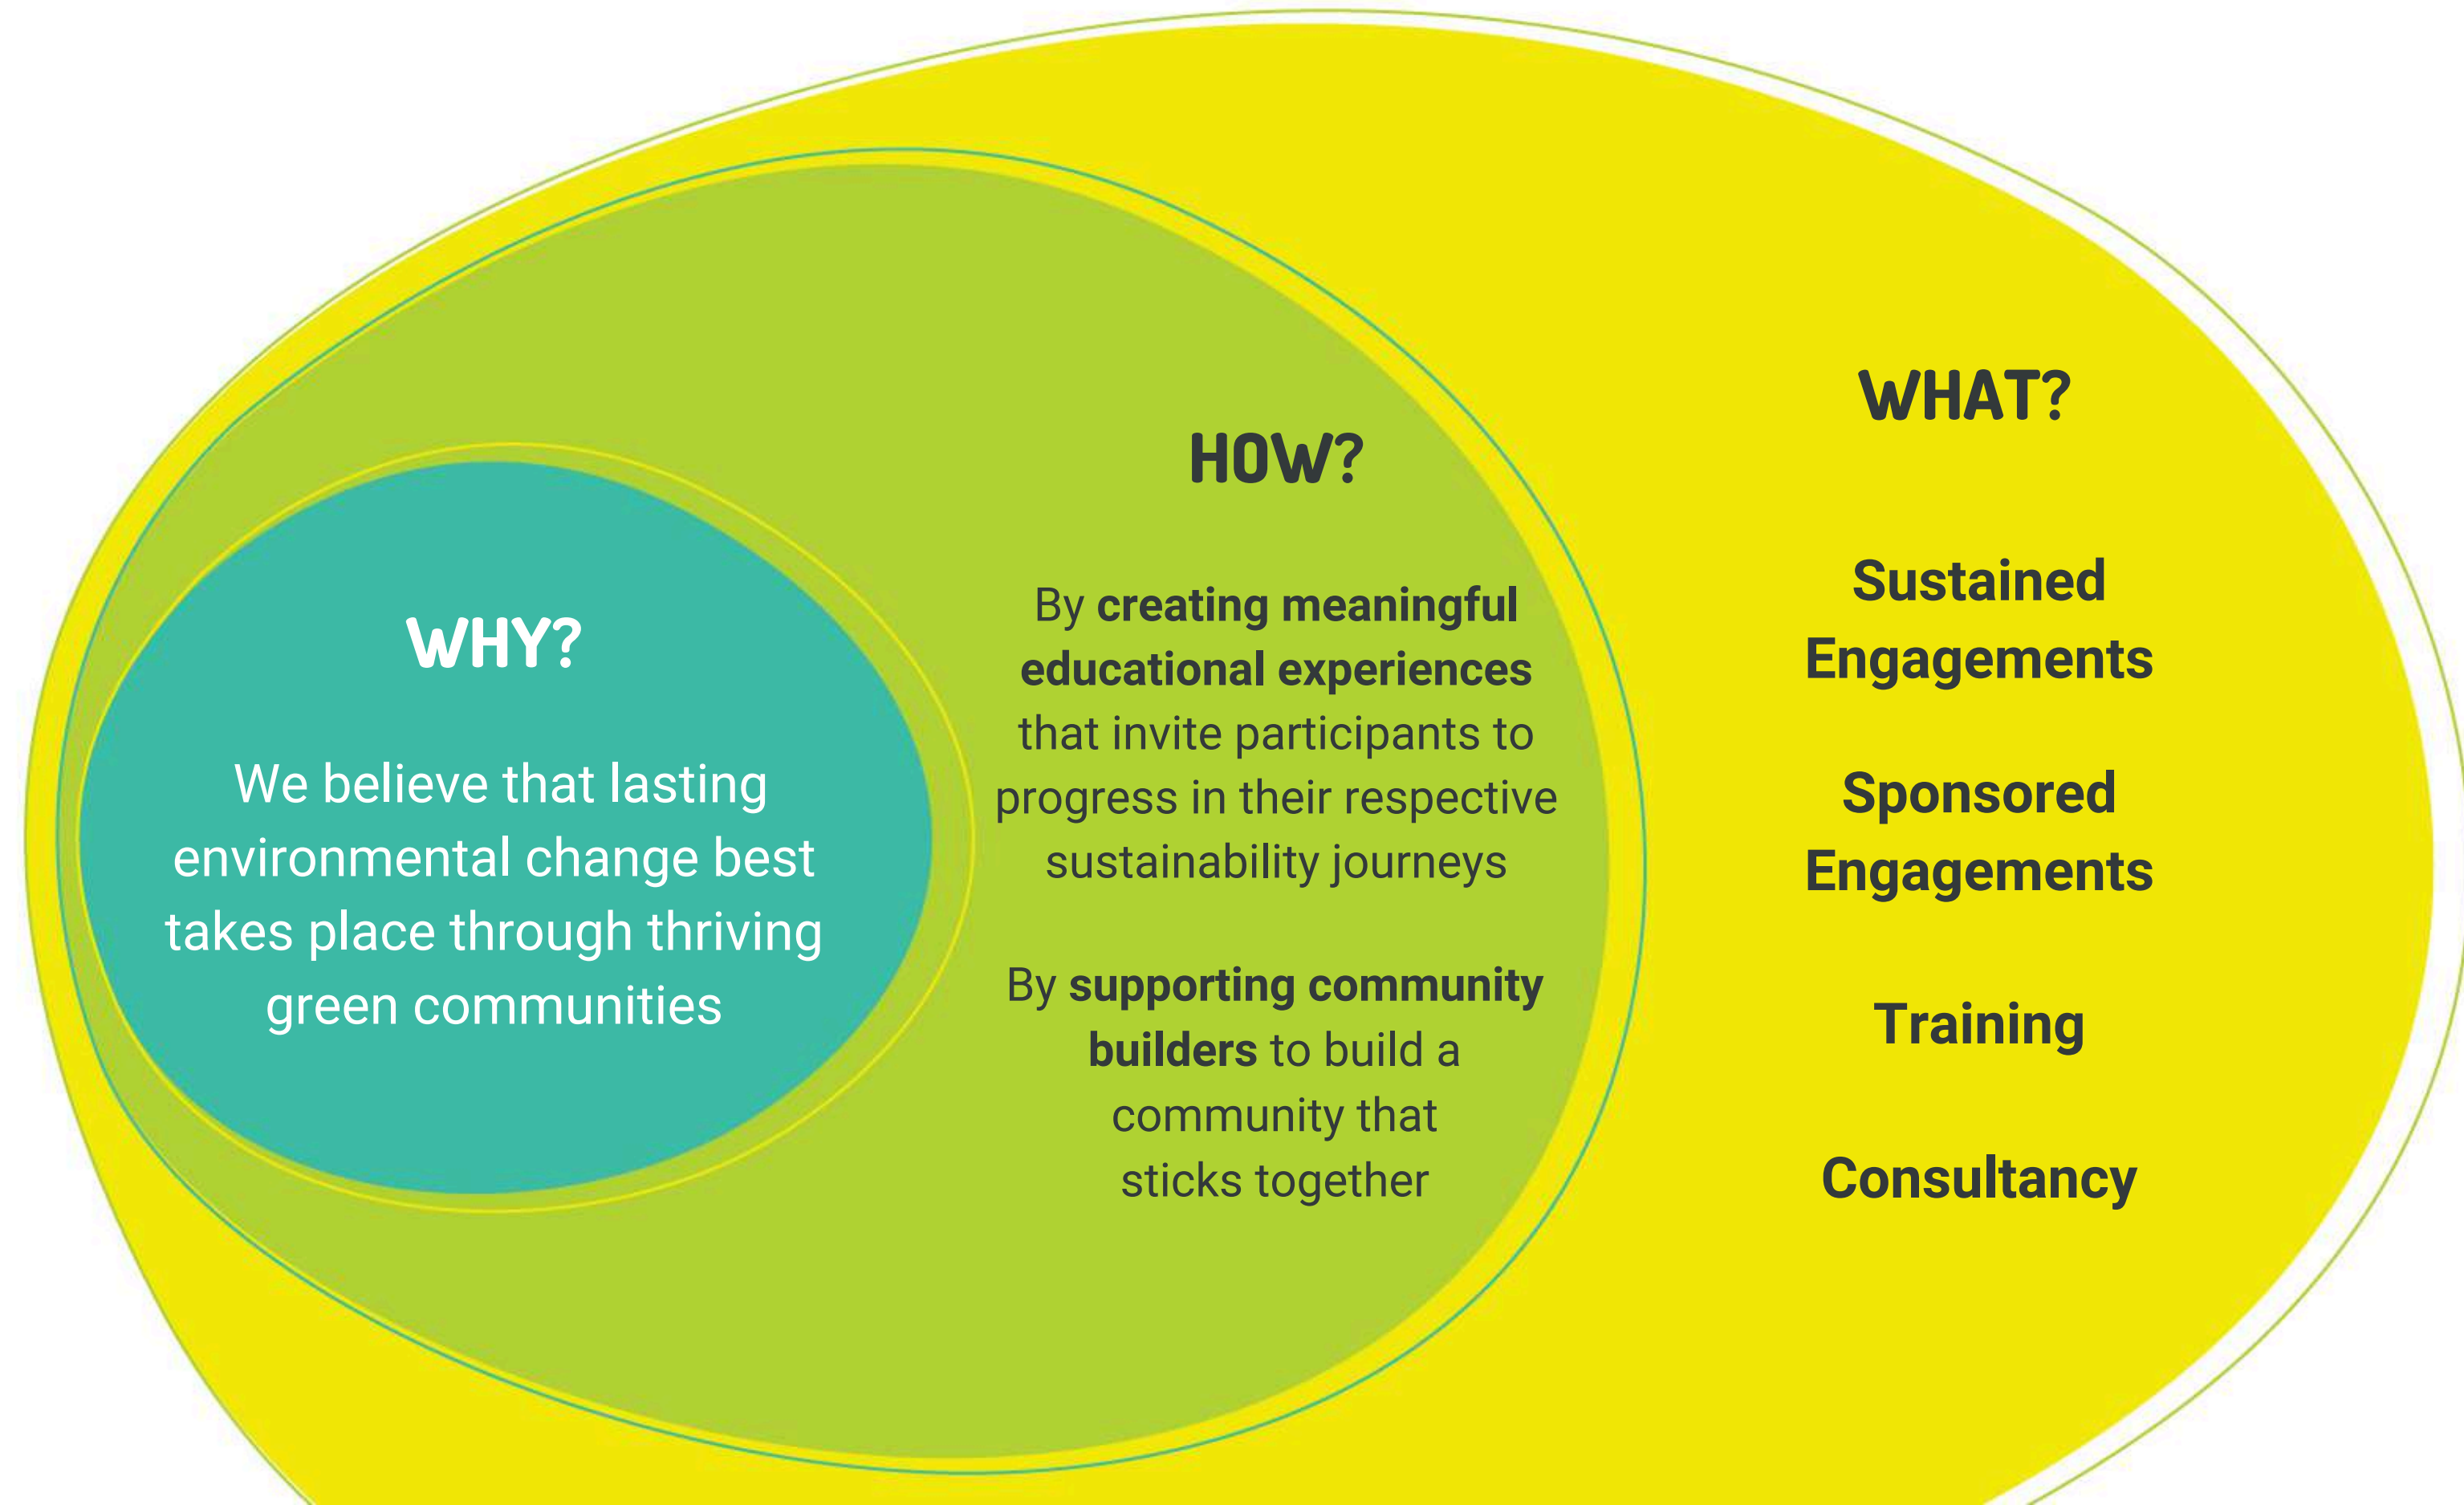 WHY?
We believe that lasting
environmental change best
takes place through thriving
green communities
HOW?
By creating meaningful
educational experiences
that invite participants to
progress in their respective
sustainability journeys
By supporting community
builders to build a
community that
sticks together
WHAT?
Sustained
Engagements
Sponsored
Engagements
Training
Consultancy